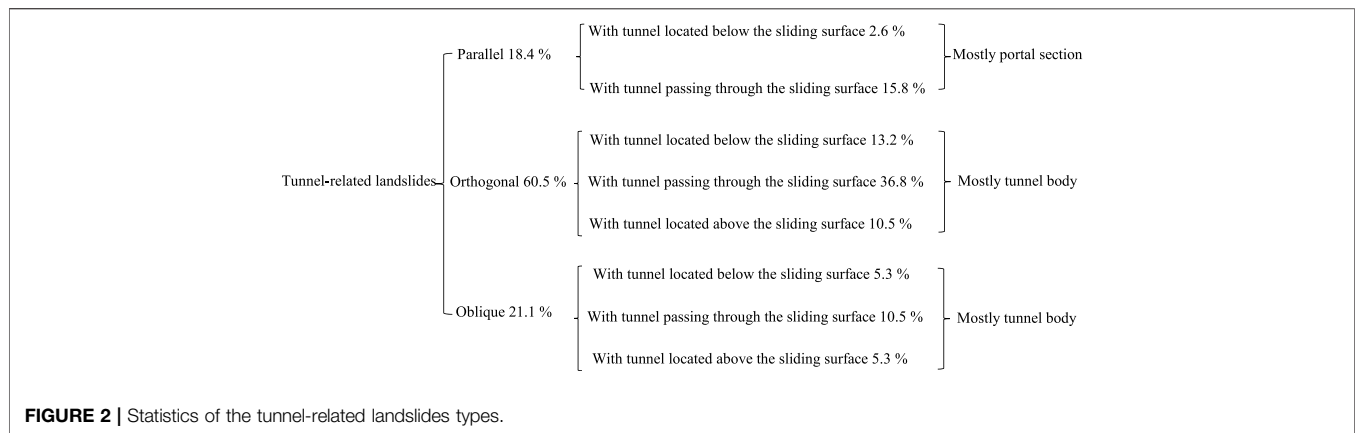 Tunnel-related landslides
Parallel 18.4 %
With tunnel located below the sliding surface 2.6 %
With tunnel passing through the sliding surface 15.8 %
Mostly portal section
Orthogonal 60.5 %
With tunnel located below the sliding surface 13.2 %
With tunnel passing through the sliding surface 36.8 %
With tunnel located above the sliding surface 10.5 %
Mostly tunnel body
Oblique 21.1 %
With tunnel located below the sliding surface 5.3 %
With tunnel passing through the sliding surface 10.5 %
With tunnel located above the sliding surface 5.3 %
Mostly tunnel body
FIGURE 2 | Statistics of the tunnel-related landslides types.